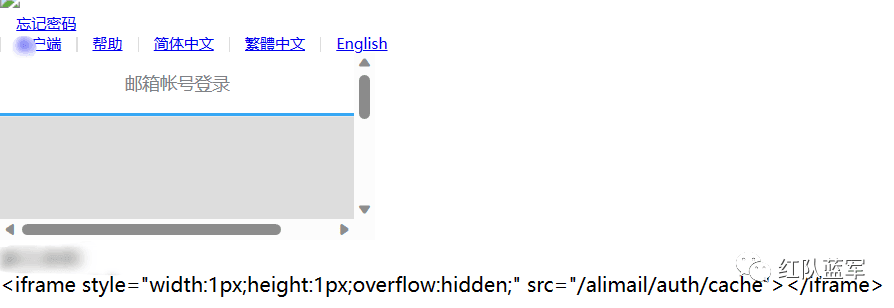 忘记密码
户端 帮助 简体中文 繁體中文 English
邮箱帐号登录
红队蓝军
<iframe style="width:1px;height:1px;overflow:hidden;" src="/alimail/auth/cache"></iframe>